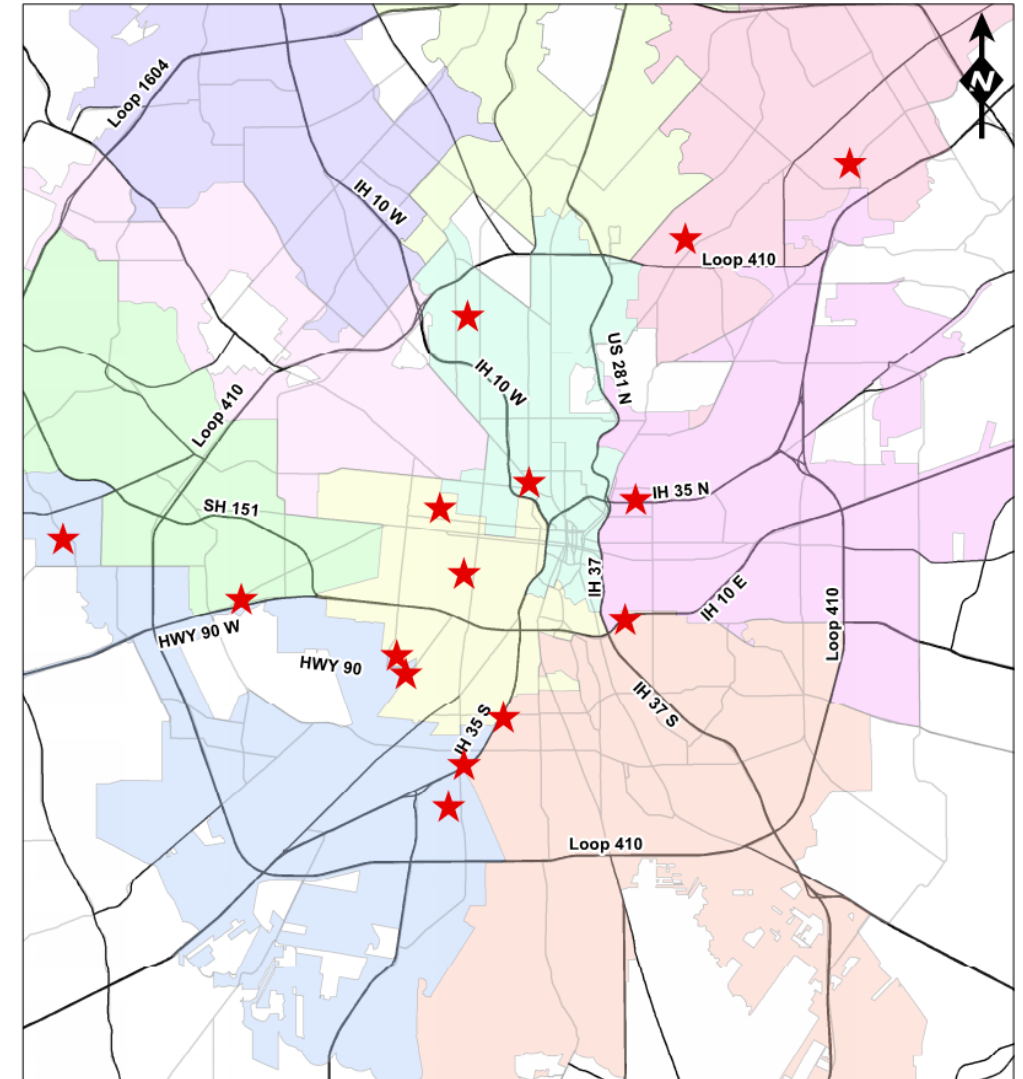 Loop 1604
N
IH 10 W
Loop 410
US 281 N
IH 10 W
Loop 410
IH 35 N
SH 151
IH 37
IH 10 E
Loop 410
HWY 90 W
HWY 90
IH 37 S
IH 35 S
Loop 410